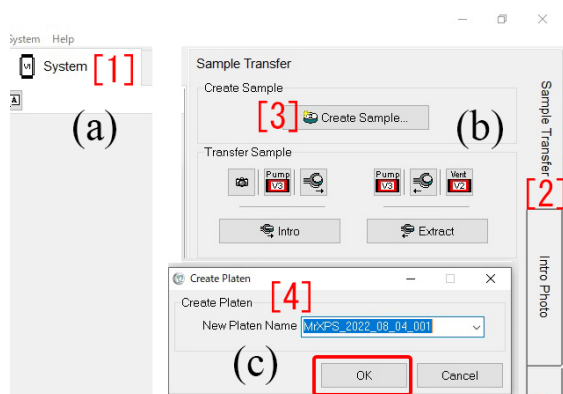 System Help
System [1]
(a)
Sample Transfer
Create Sample
[3] Create Sample...
(b)
Transfer Sample
Pump V3
Pump V3
Vent V2
Intro
Extract
Sample Transfer
[2]
Intro Photo
Create Platen
[4]
Create Platen
New Platen Name MrXPS_2022_08_04_001
(c)
OK
Cancel